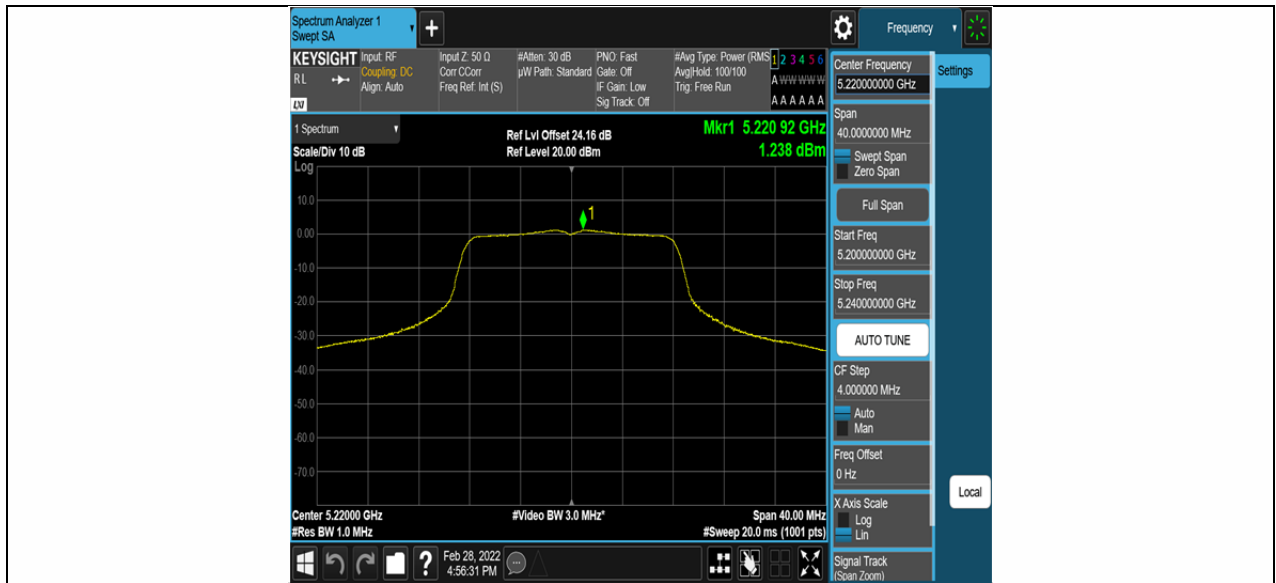 Spectrum Analyzer 1
Swept SA
+
Frequency
KEYSIGHT
RL
LXI
Input: RF
Coupling: DC
Align: Auto
Input Z: 50 Ω
Corr CCorr
Freq Ref: Int (S)
#Atten: 30 dB
µW Path: Standard
PNO: Fast
Gate: Off
IF Gain: Low
Sig Track: Off
#Avg Type: Power (RMS
Avg|Hold: 100/100
Trig: Free Run
1 2 3 4 5 6
A W W W W W
A A A A A A
1 Spectrum
Scale/Div 10 dB
Log
Ref Lvl Offset 24.16 dB
Ref Level 20.00 dBm
Mkr1 5.220 92 GHz
1.238 dBm
1
10.0
0.00
-10.0
-20.0
-30.0
-40.0
-50.0
-60.0
-70.0
Center 5.22000 GHz
#Video BW 3.0 MHz*
Span 40.00 MHz
#Res BW 1.0 MHz
#Sweep 20.0 ms (1001 pts)
?
Feb 28, 2022
4:56:31 PM
Center Frequency
5.220000000 GHz
Settings
Span
40.0000000 MHz
Swept Span
Zero Span
Full Span
Start Freq
5.200000000 GHz
Stop Freq
5.240000000 GHz
AUTO TUNE
CF Step
4.000000 MHz
Auto
Man
Freq Offset
0 Hz
X Axis Scale
Log
Lin
Local
Signal Track
(Span Zoom)